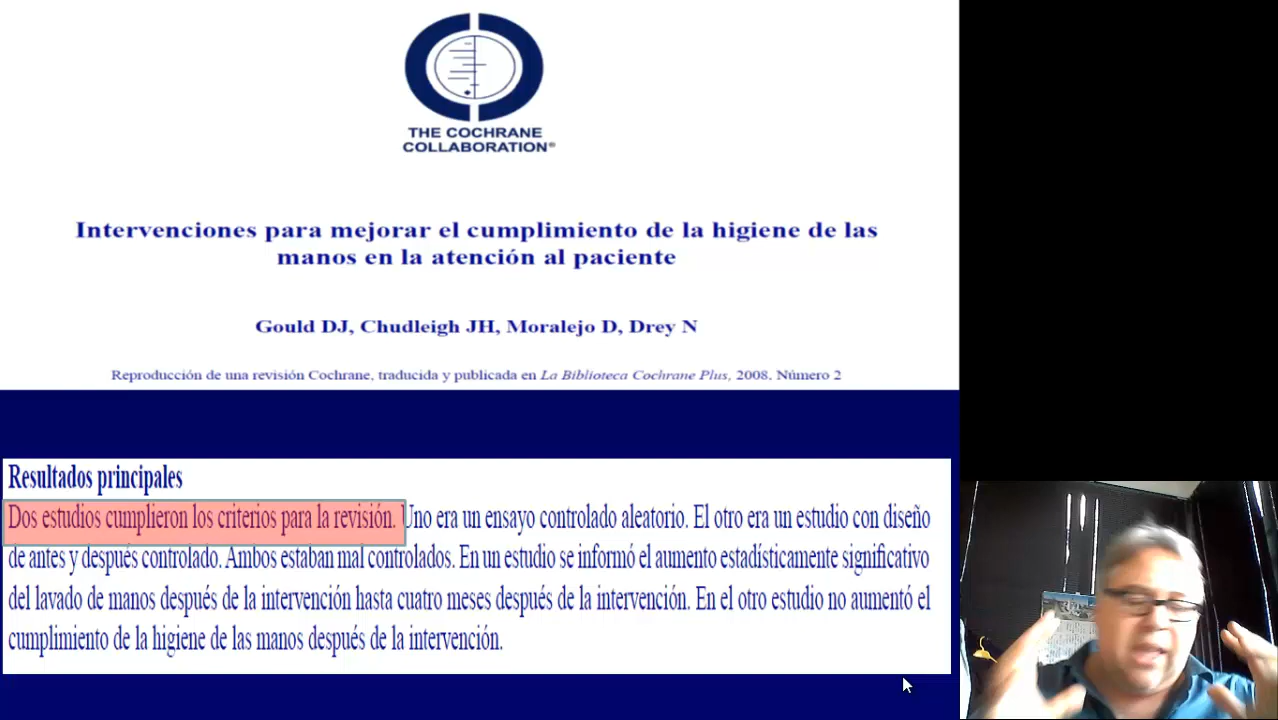 THE COCHRANE
COLLABORATION®
Intervenciones para mejorar el cumplimiento de la higiene de las
manos en la atención al paciente
Gould DJ, Chudleigh JH, Moralejo D, Drey N
Reproducción de una revisión Cochrane, traducida y publicada en La Biblioteca Cochrane Plus, 2008, Número 2
Resultados principales
Dos estudios cumplieron los criterios para la revisión. Uno era un ensayo controlado aleatorio. El otro era un estudio con diseño
de antes y después controlado. Ambos estaban mal controlados. En un estudio se informó el aumento estadísticamente significativo
del lavado de manos después de la intervención hasta cuatro meses después de la intervención. En el otro estudio no aumentó el
cumplimiento de la higiene de las manos después de la intervención.